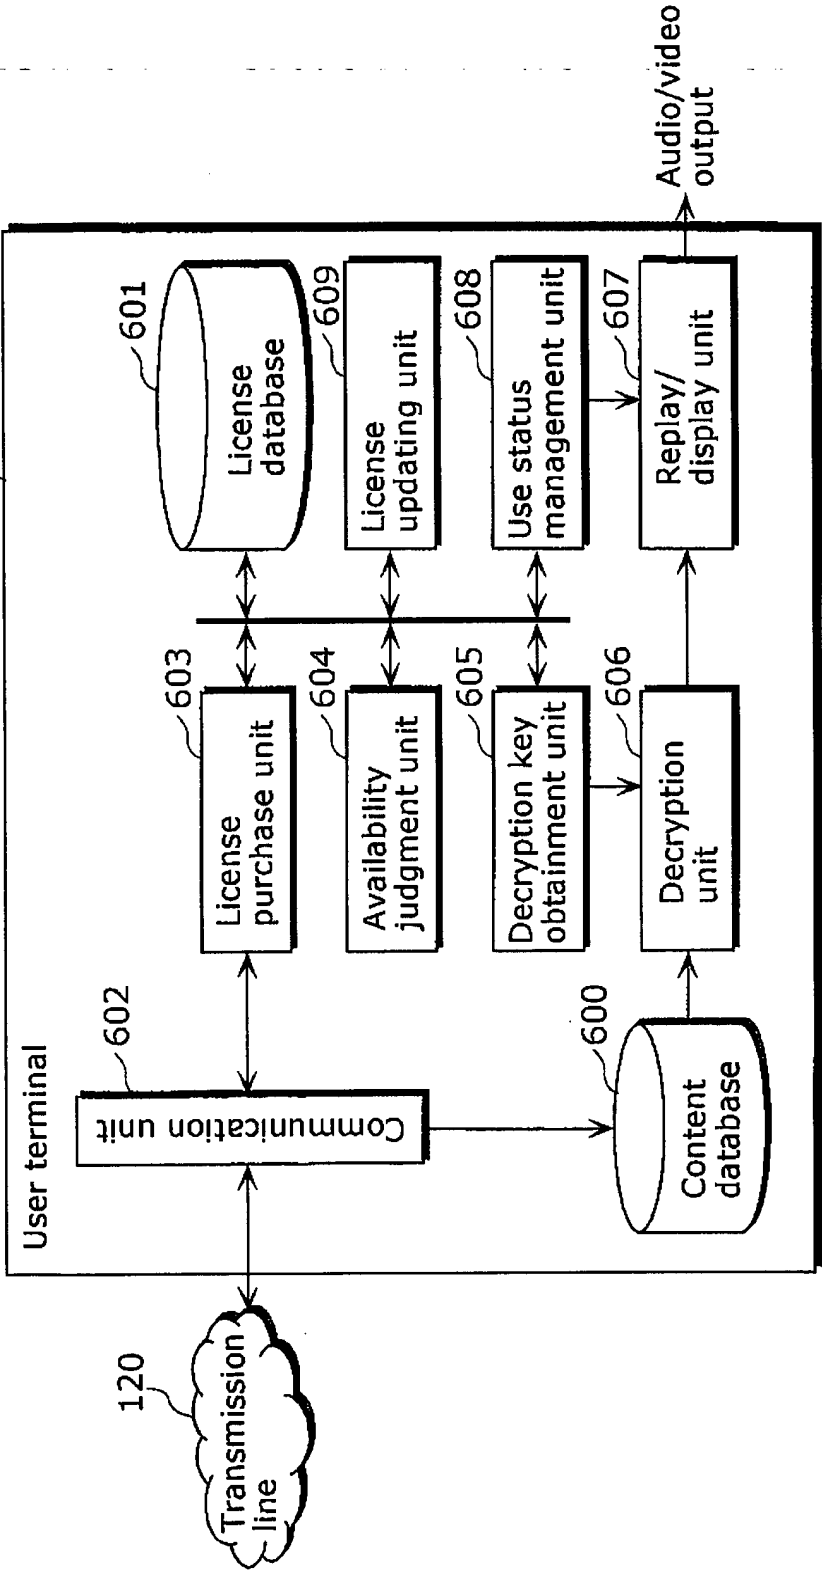 User terminal
120
Transmission
line
602
Communication unit
603
License
purchase unit
601
License
database
604
Availability
judgment unit
609
License
updating unit
605
Decryption key
obtainment unit
608
Use status
management unit
600
Content
database
606
Decryption
unit
607
Replay/
display unit
Audio/video
output